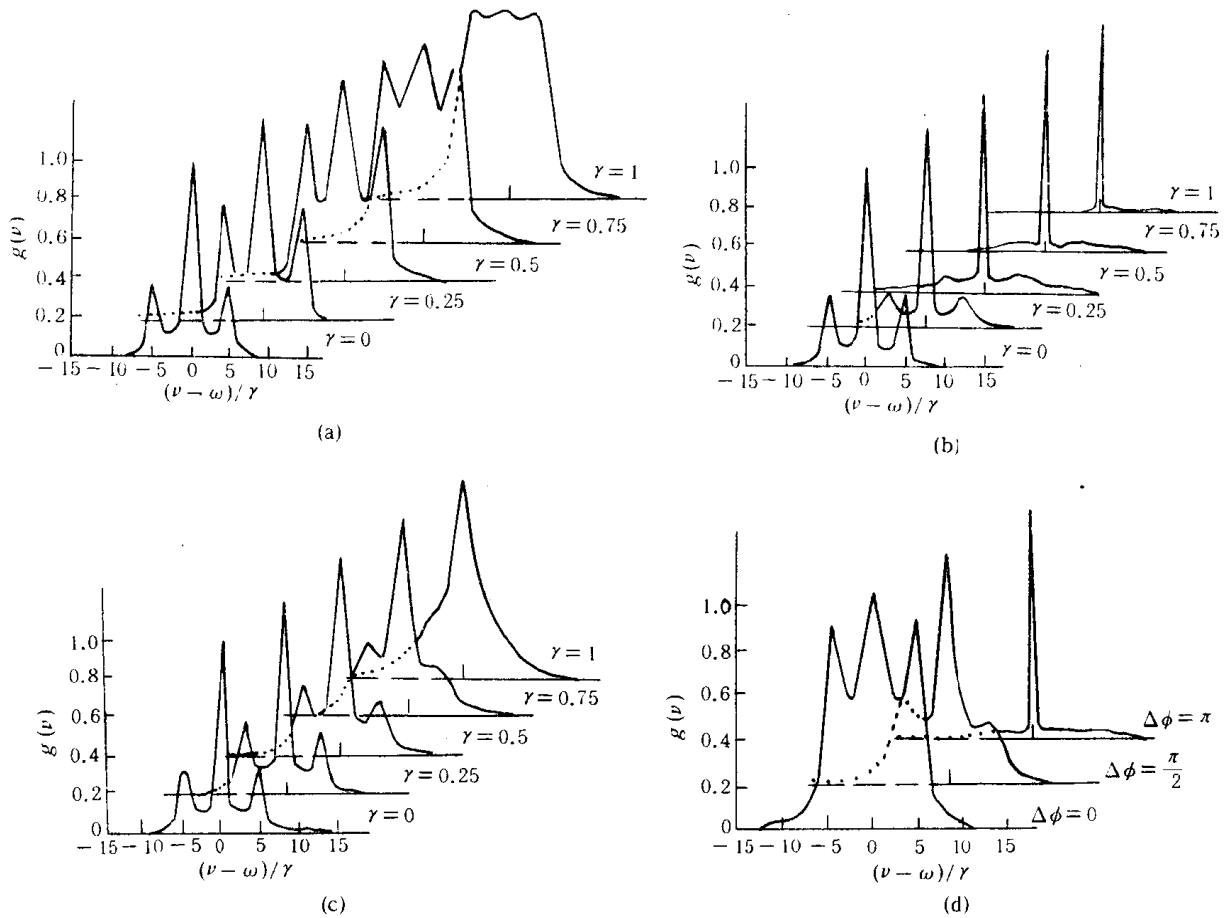 g(ν)
1.0
0.8
0.6
0.4
0.2
0
γ = 1
γ = 0.75
γ = 0.5
γ = 0.25
γ = 0
−15 −10 −5 0 5 10 15
(ν − ω)/γ
(a)
g(ν)
1.0
0.8
0.6
0.4
0.2
0
γ = 1
γ = 0.75
γ = 0.5
γ = 0.25
γ = 0
−15 −10 −5 0 5 10 15
(ν − ω)/γ
(b)
g(ν)
1.0
0.8
0.6
0.4
0.2
0
γ = 1
γ = 0.75
γ = 0.5
γ = 0.25
γ = 0
−15 −10 −5 0 5 10 15
(ν − ω)/γ
(c)
g(ν)
1.0
0.8
0.6
0.4
0.2
0
Δϕ = π
Δϕ = π/2
Δϕ = 0
−15 −10 −5 0 5 10 15
(ν − ω)/γ
(d)